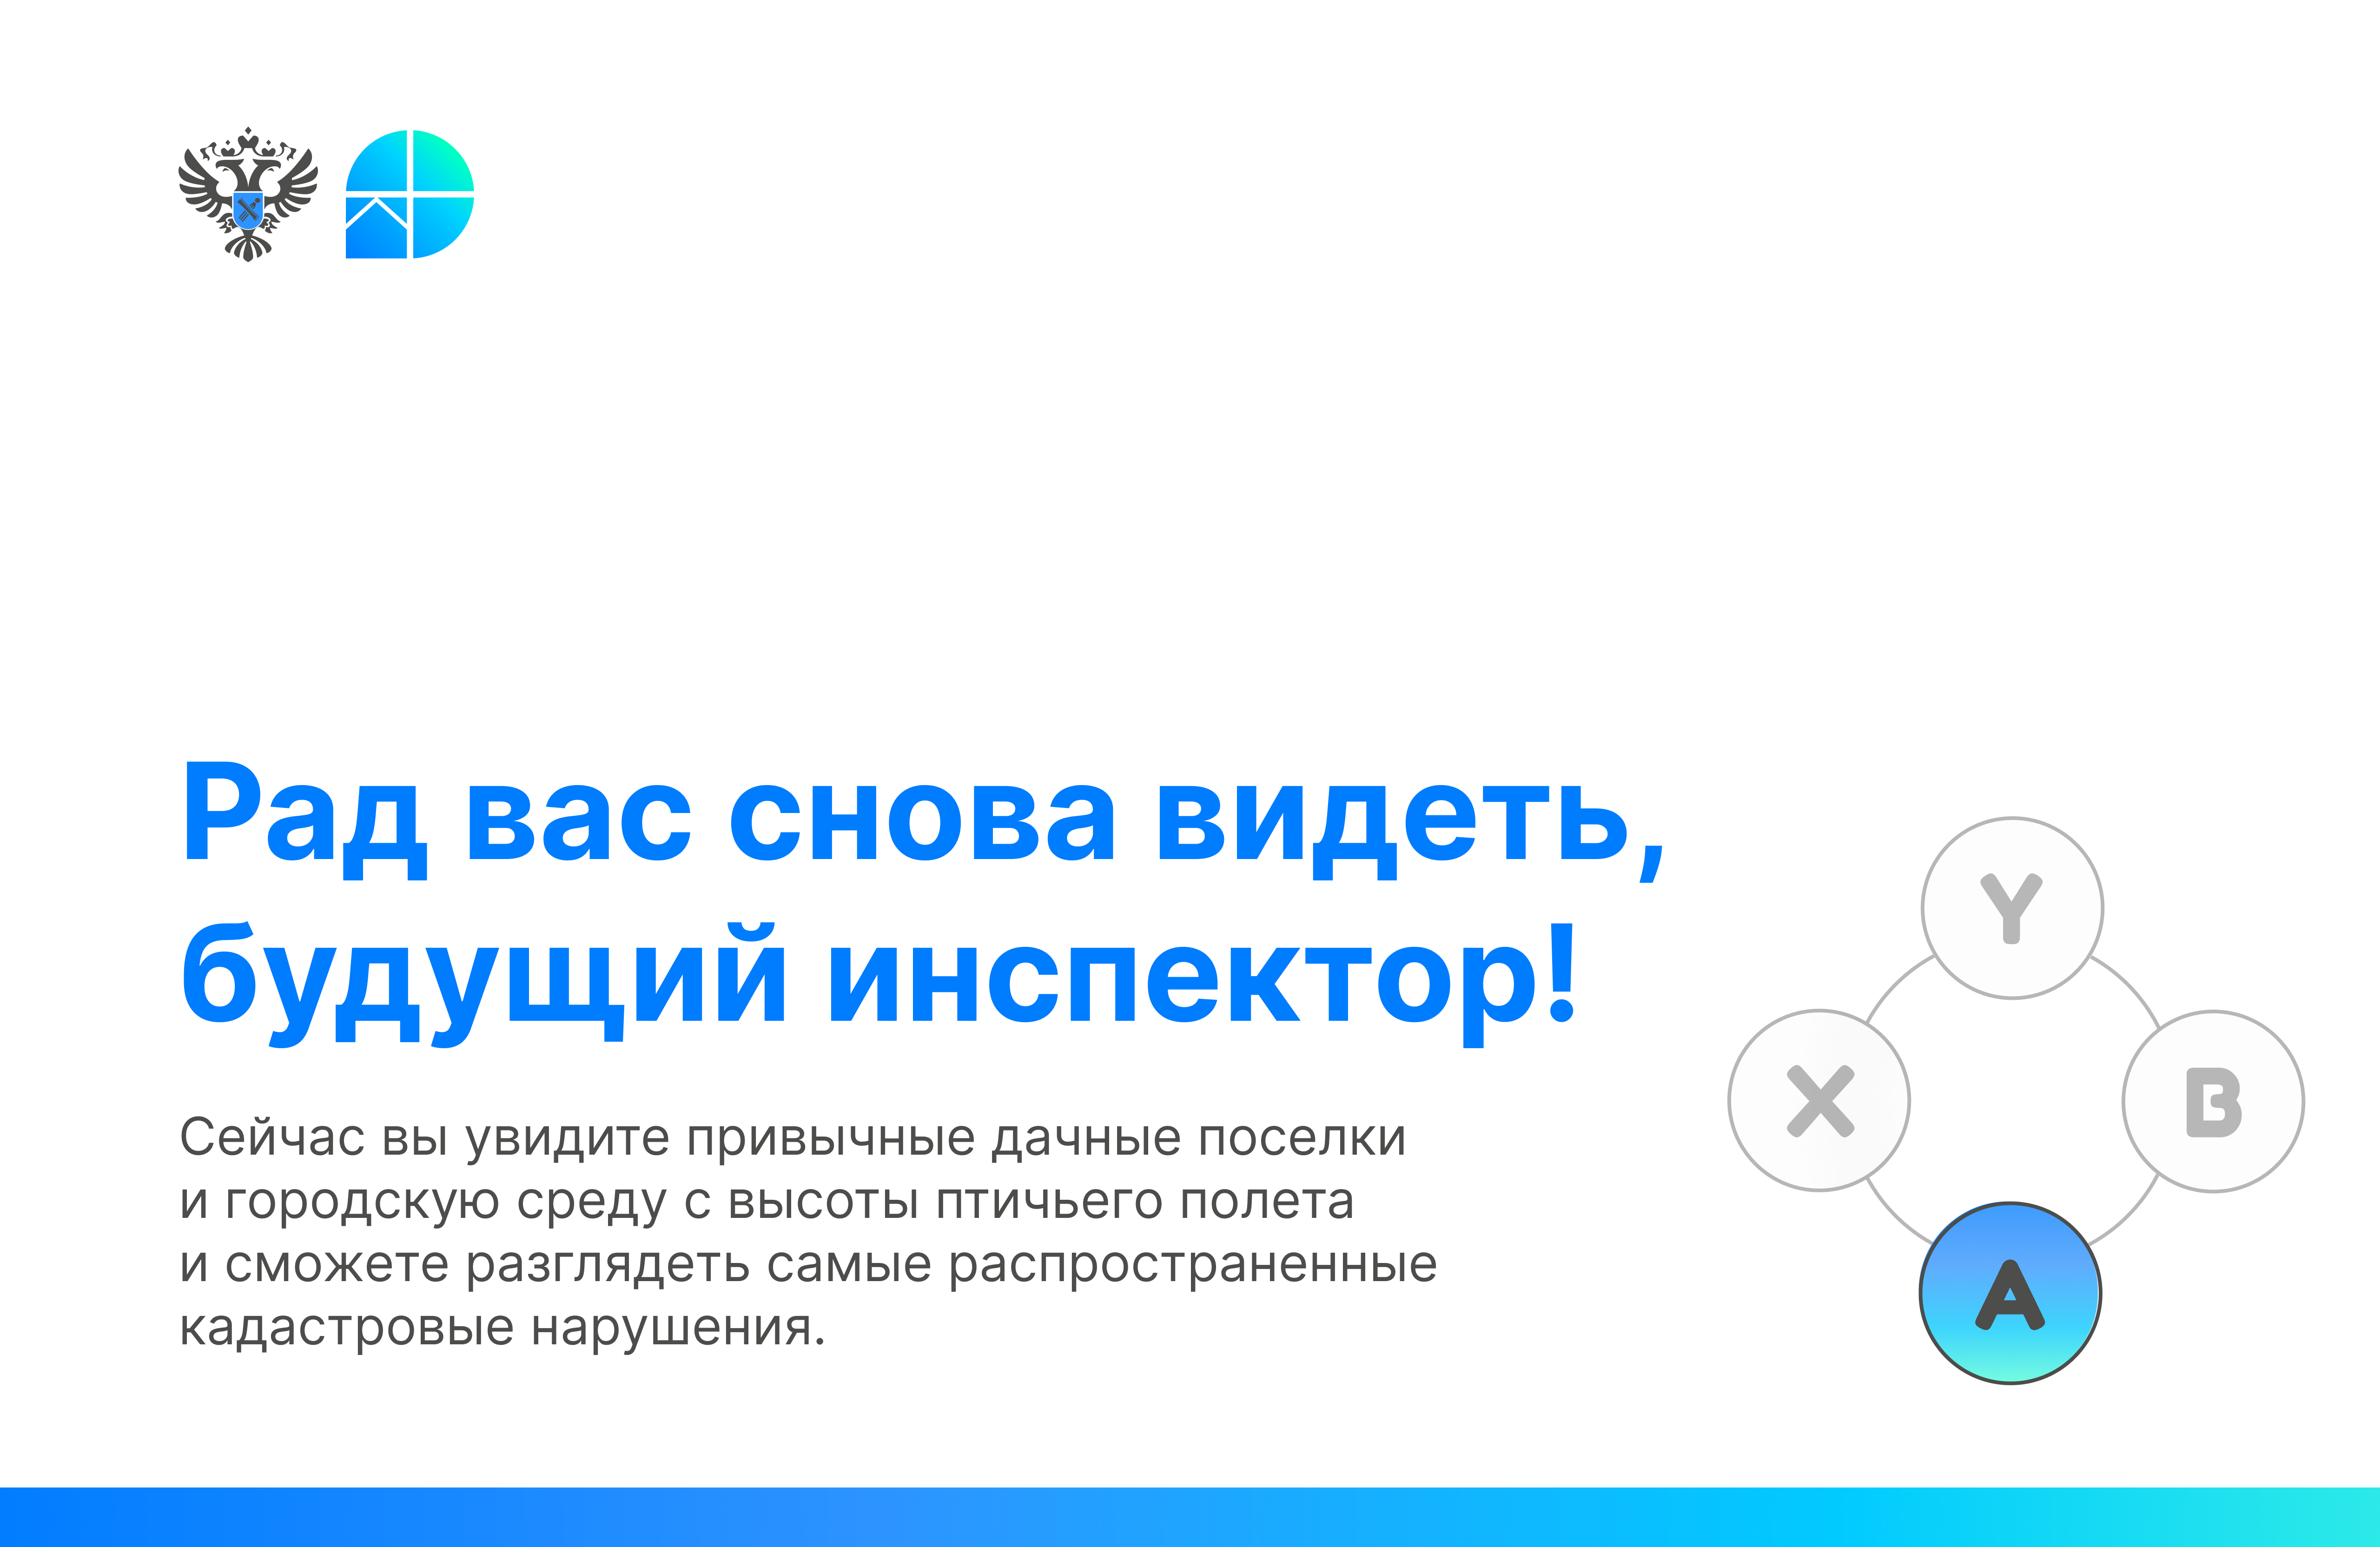 Рад вас снова видеть,
будущий инспектор!
Сейчас вы увидите привычные дачные поселки
и городскую среду с высоты птичьего полета
и сможете разглядеть самые распространенные
кадастровые нарушения.
Y
X
B
A